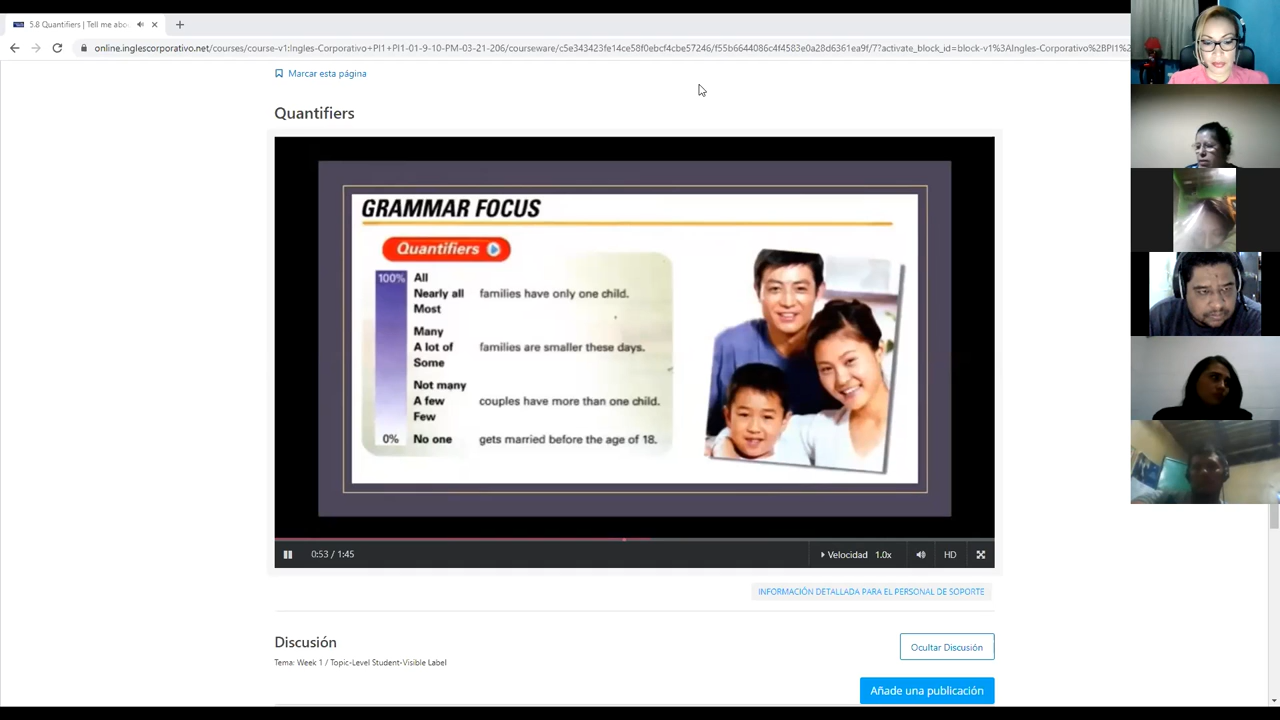 5.8 Quantifiers | Tell me abo
online.inglescorporativo.net/courses/course-v1:Ingles-Corporativo+PI1+PI1-01-9-10-PM-03-21-206/courseware/c5e343423fe14ce58f0ebcf4cbe57246/f55b6644086c4f4583e0a28d6361ea9f/7?activate_block_id=block-v1%3AIngles-Corporativo%2BPI1%2
Marcar esta página
Quantifiers
GRAMMAR FOCUS
Quantifiers
100% All
Nearly all families have only one child.
Most
Many
A lot of families are smaller these days.
Some
Not many
A few couples have more than one child.
Few
0% No one gets married before the age of 18.
0:53 / 1:45
Velocidad 1.0x
HD
INFORMACIÓN DETALLADA PARA EL PERSONAL DE SOPORTE
Discusión
Ocultar Discusión
Tema: Week 1 / Topic-Level Student-Visible Label
Añade una publicación